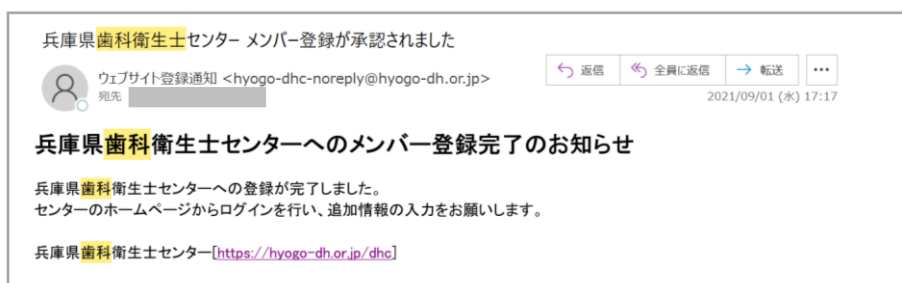 兵庫県歯科衛生士センター メンバー登録が承認されました
ウェブサイト登録通知 <hyogo-dhc-noreply@hyogo-dh.or.jp>
宛先
返信 全員に返信 転送 …
2021/09/01 (水) 17:17
兵庫県歯科衛生士センターへのメンバー登録完了のお知らせ
兵庫県歯科衛生士センターへの登録が完了しました。
センターのホームページからログインを行い、追加情報の入力をお願いします。
兵庫県歯科衛生士センター[https://hyogo-dh.or.jp/dhc]